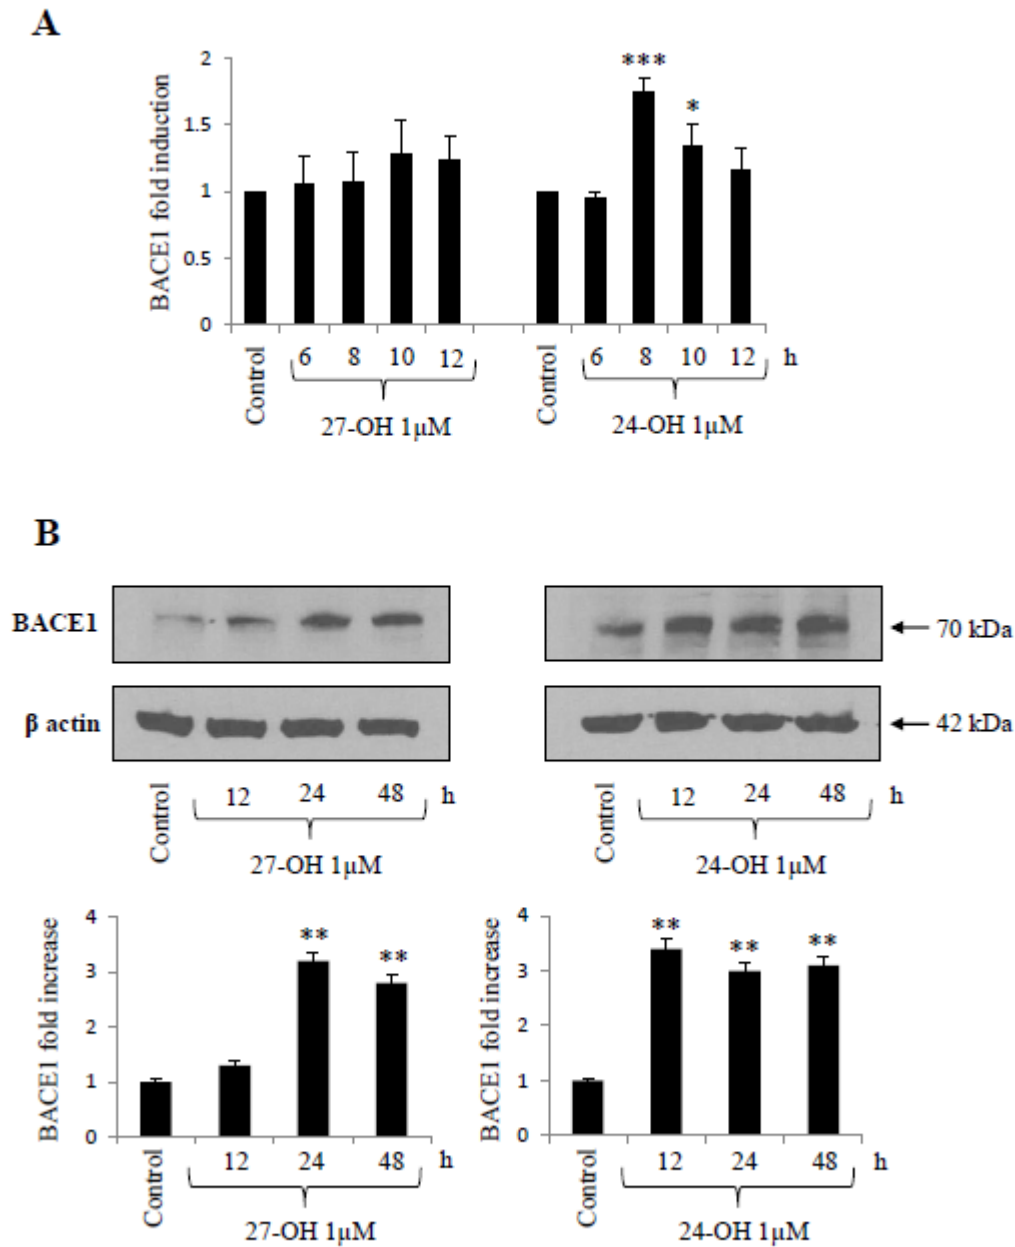 A
BACE1 fold induction
2
1.5
1
0.5
0
***
*
Control 6 8 10 12 Control 6 8 10 12 h
27-OH 1μM 24-OH 1μM
B
BACE1 70 kDa
β actin 42 kDa
Control 12 24 48 h Control 12 24 48 h
27-OH 1μM 24-OH 1μM
BACE1 fold increase
4
3
2
1
0
** **
Control 12 24 48 h
27-OH 1μM
BACE1 fold increase
4
3
2
1
0
** ** **
Control 12 24 48 h
24-OH 1μM